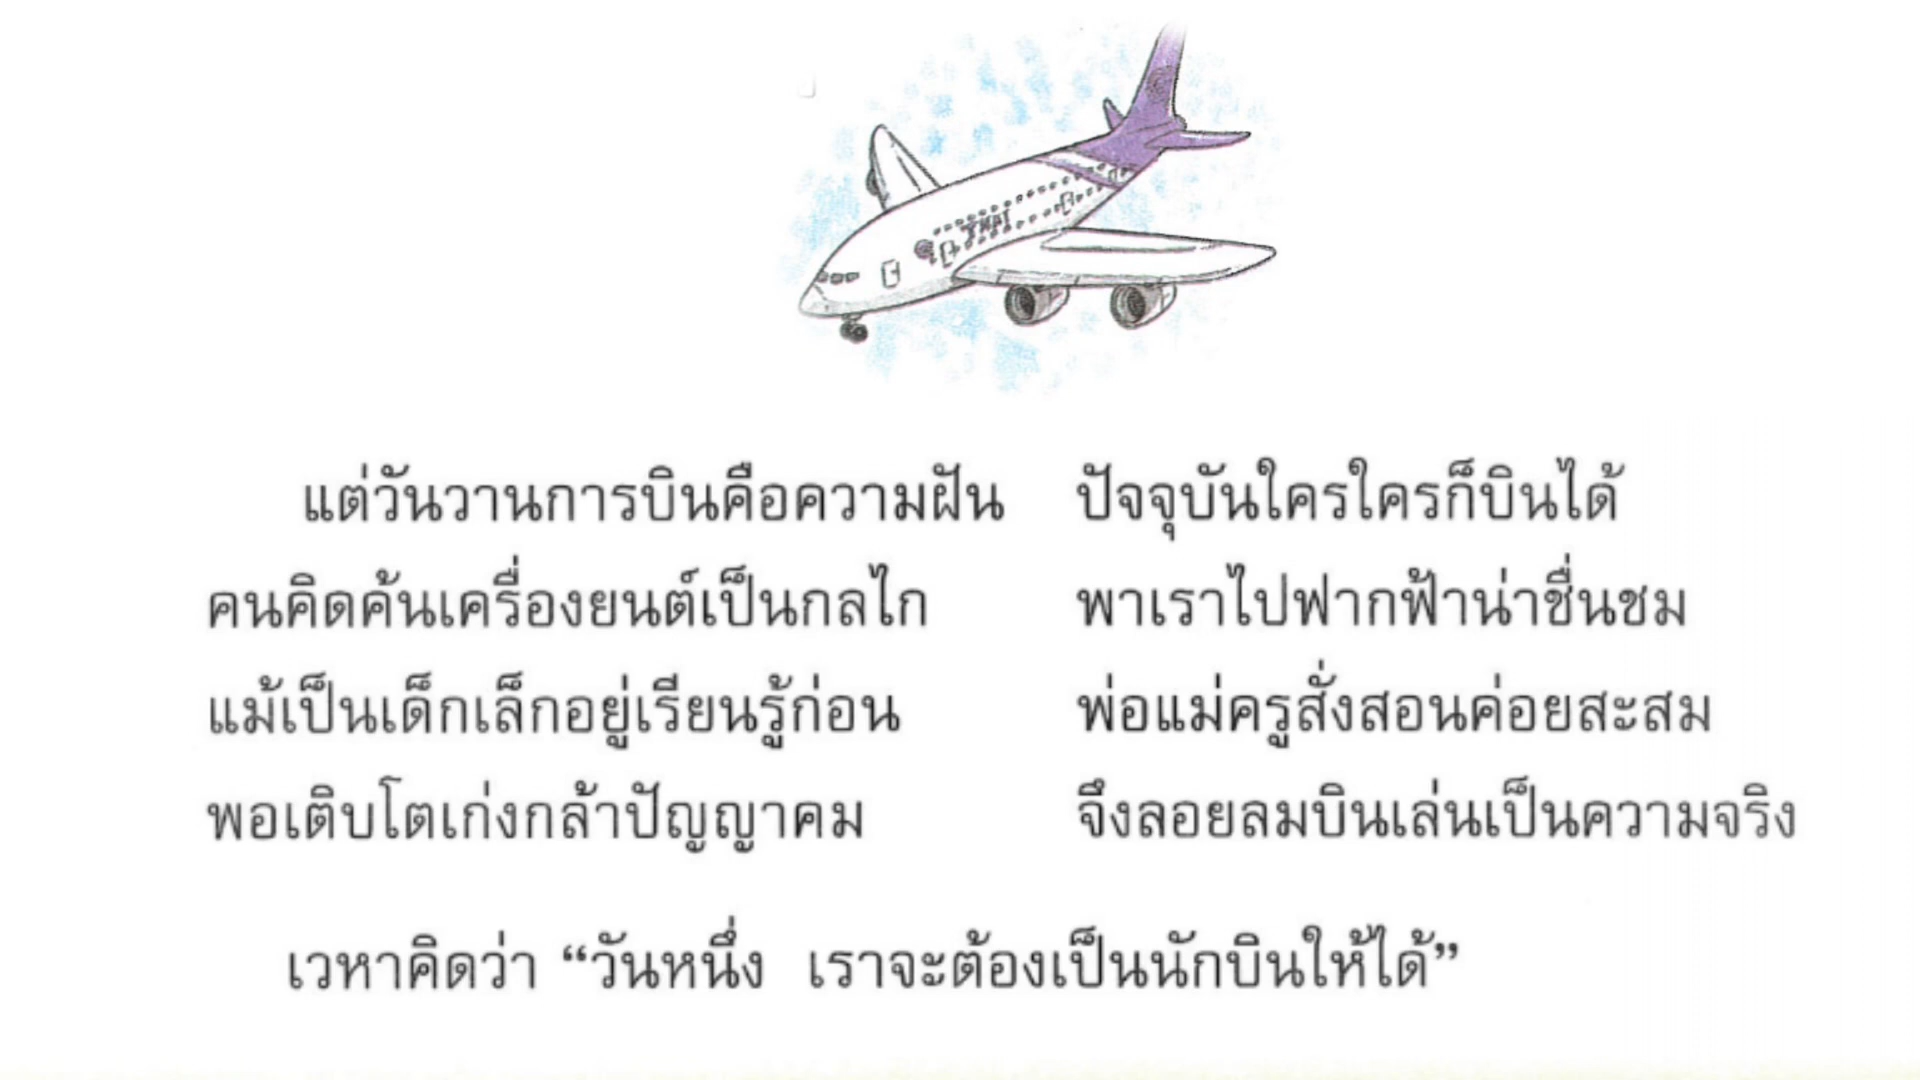 THAI
แต่วันวานการบินคือความฝัน ปัจจุบันใครใครก็บินได้
คนคิดค้นเครื่องยนต์เป็นกลไก พาเราไปฟากฟ้าน่าชื่นชม
แม้เป็นเด็กเล็กอยู่เรียนรู้ก่อน พ่อแม่ครูสั่งสอนค่อยสะสม
พอเติบโตเก่งกล้าปัญญาคม จึงลอยลมบินเล่นเป็นความจริง
เวหาคิดว่า “วันหนึ่ง เราจะต้องเป็นนักบินให้ได้”